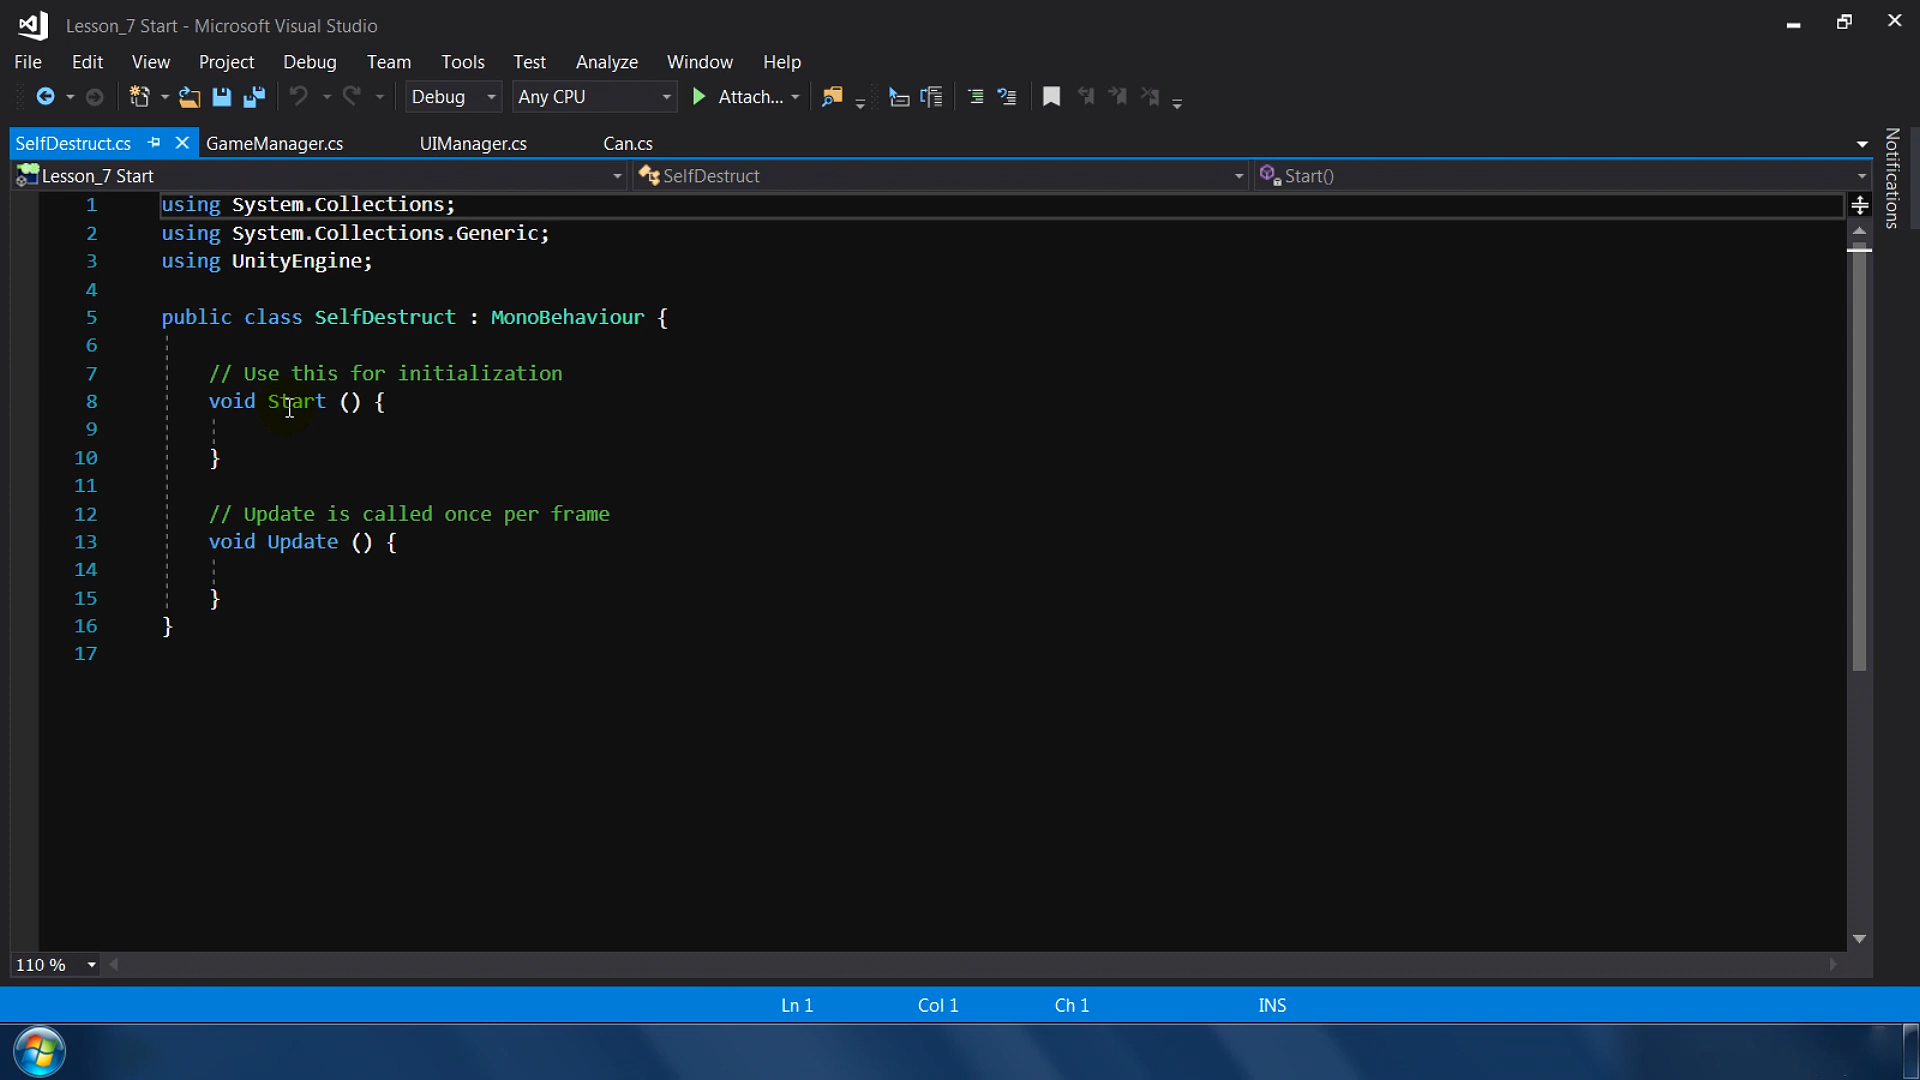 Lesson_7 Start - Microsoft Visual Studio
File Edit View Project Debug Team Tools Test Analyze Window Help
Debug Any CPU Attach...
SelfDestruct.cs GameManager.cs UIManager.cs Can.cs
Lesson_7 Start SelfDestruct Start()
Notifications
1 using System.Collections;
2 using System.Collections.Generic;
3 using UnityEngine;
4
5 public class SelfDestruct : MonoBehaviour {
6
7 // Use this for initialization
8 void Start () {
9
10 }
11
12 // Update is called once per frame
13 void Update () {
14
15 }
16 }
17
110 %
Ln 1 Col 1 Ch 1 INS